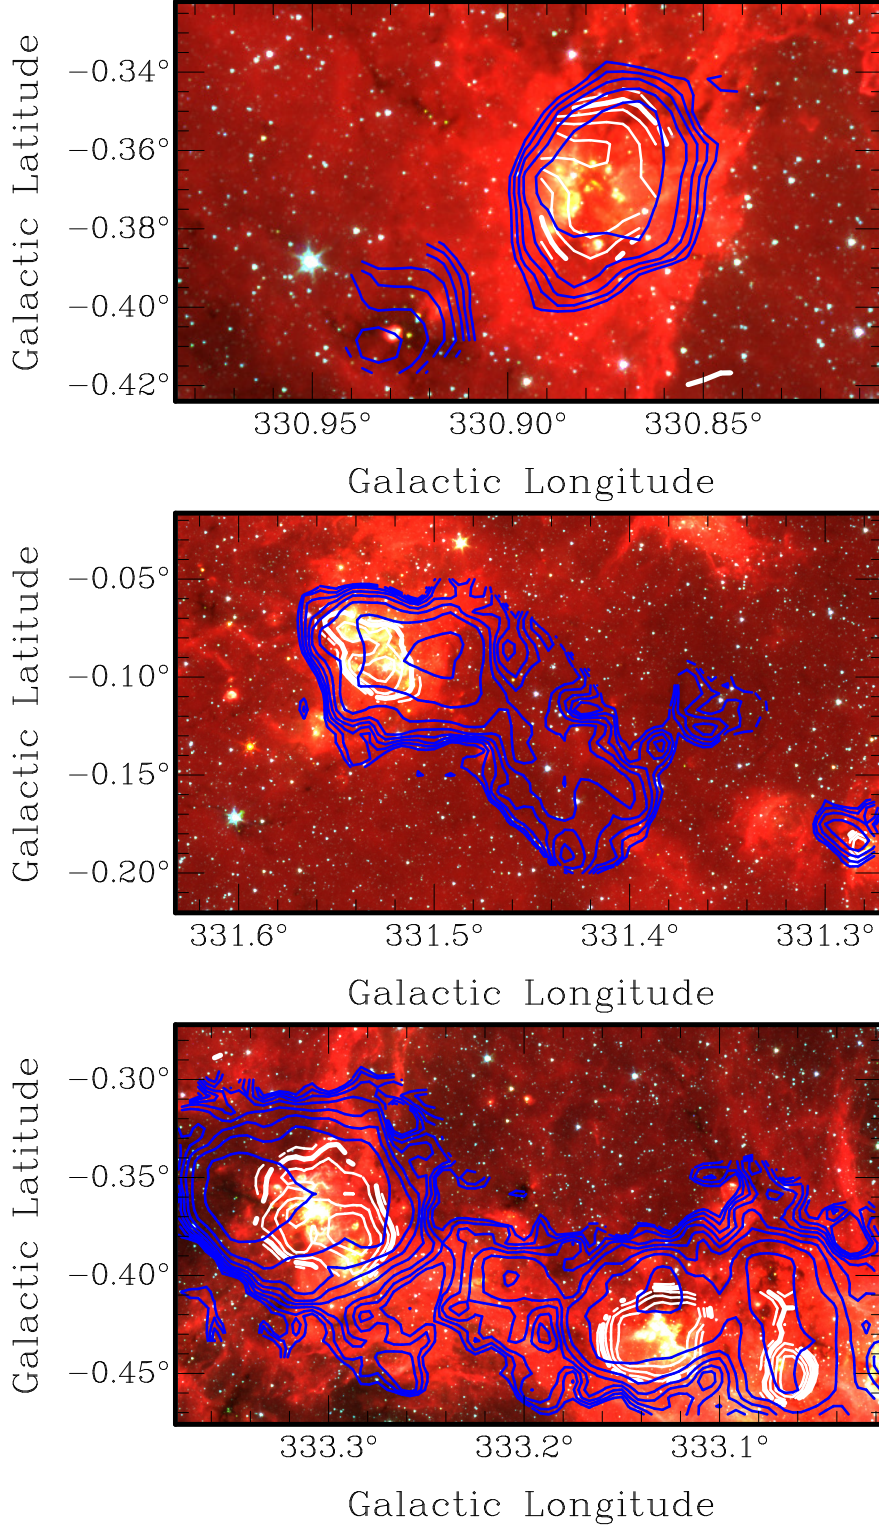 Galactic Latitude
−0.34°
−0.36°
−0.38°
−0.40°
−0.42°
330.95° 330.90° 330.85°
Galactic Longitude
Galactic Latitude
−0.05°
−0.10°
−0.15°
−0.20°
331.6° 331.5° 331.4° 331.3°
Galactic Longitude
Galactic Latitude
−0.30°
−0.35°
−0.40°
−0.45°
333.3° 333.2° 333.1°
Galactic Longitude